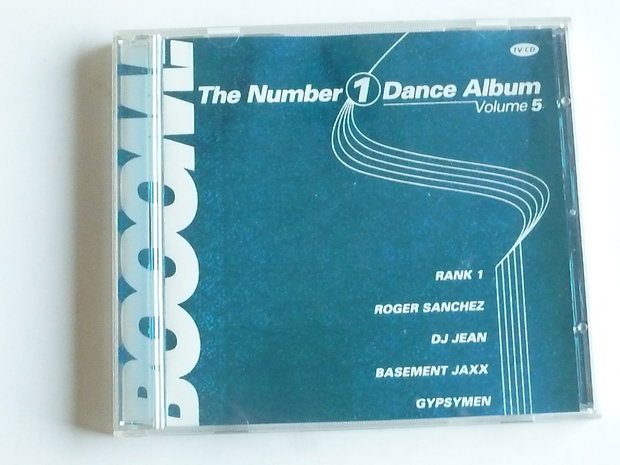 BOOOM!
TV-CD
The Number 1 Dance Album
Volume 5
RANK 1
ROGER SANCHEZ
DJ JEAN
BASEMENT JAXX
GYPSYMEN